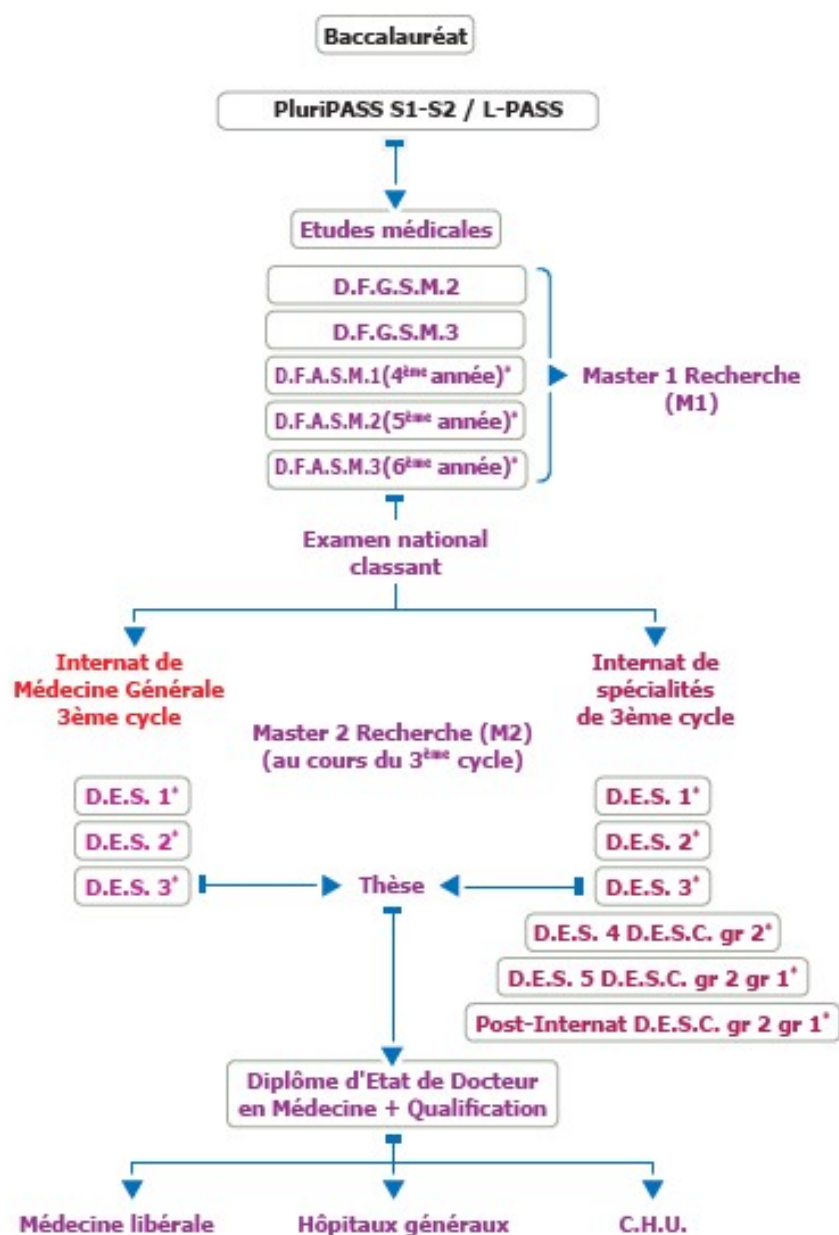 Baccalauréat
PluriPASS S1-S2 / L-PASS
Etudes médicales
D.F.G.S.M.2
D.F.G.S.M.3
D.F.A.S.M.1(4ème année)*
D.F.A.S.M.2(5ème année)*
D.F.A.S.M.3(6ème année)*
Master 1 Recherche
(M1)
Examen national
classant
Internat de
Médecine Générale
3ème cycle
Internat de
spécialités
de 3ème cycle
Master 2 Recherche (M2)
(au cours du 3ème cycle)
D.E.S. 1*
D.E.S. 2*
D.E.S. 3*
Thèse
D.E.S. 1*
D.E.S. 2*
D.E.S. 3*
D.E.S. 4 D.E.S.C. gr 2*
D.E.S. 5 D.E.S.C. gr 2 gr 1*
Post-Internat D.E.S.C. gr 2 gr 1*
Diplôme d'Etat de Docteur
en Médecine + Qualification
Médecine libérale
Hôpitaux généraux
C.H.U.